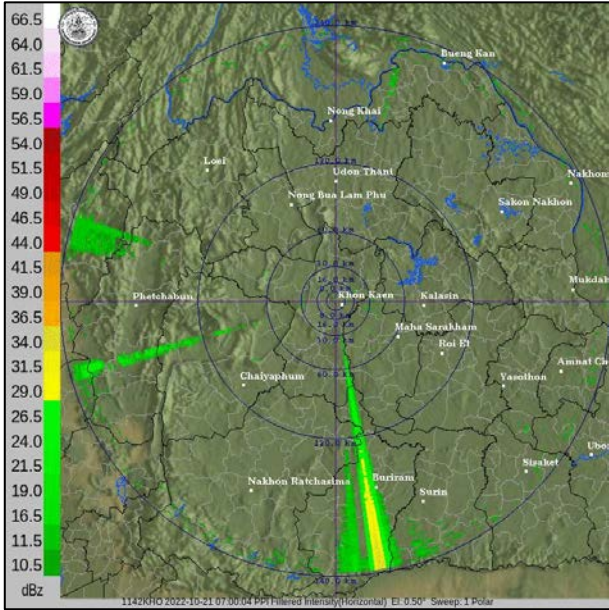 66.5
64.0
61.5
59.0
56.5
54.0
51.5
49.0
46.5
44.0
41.5
39.0
36.5
34.0
31.5
29.0
26.5
24.0
21.5
19.0
16.5
14.0
11.5
10.5
dBz
Bueng Kan
Nong Khai
Loei
Udon Thani
Nong Bua Lam Phu
Nakhon
Sakon Nakhon
Mukdah
Phetchabun
Khon Kaen
Kalasin
Maha Sarakham
Roi Et
Amnat Ch
Chaiyaphum
Yasothon
Ubo
Sisaket
Nakhon Ratchasima
Buriram
Surin
1142KHO 2022-10-21 07:00:04 PPI Filtered Intensity(Horizontal) El: 0.50° Sweep: 1 Polar